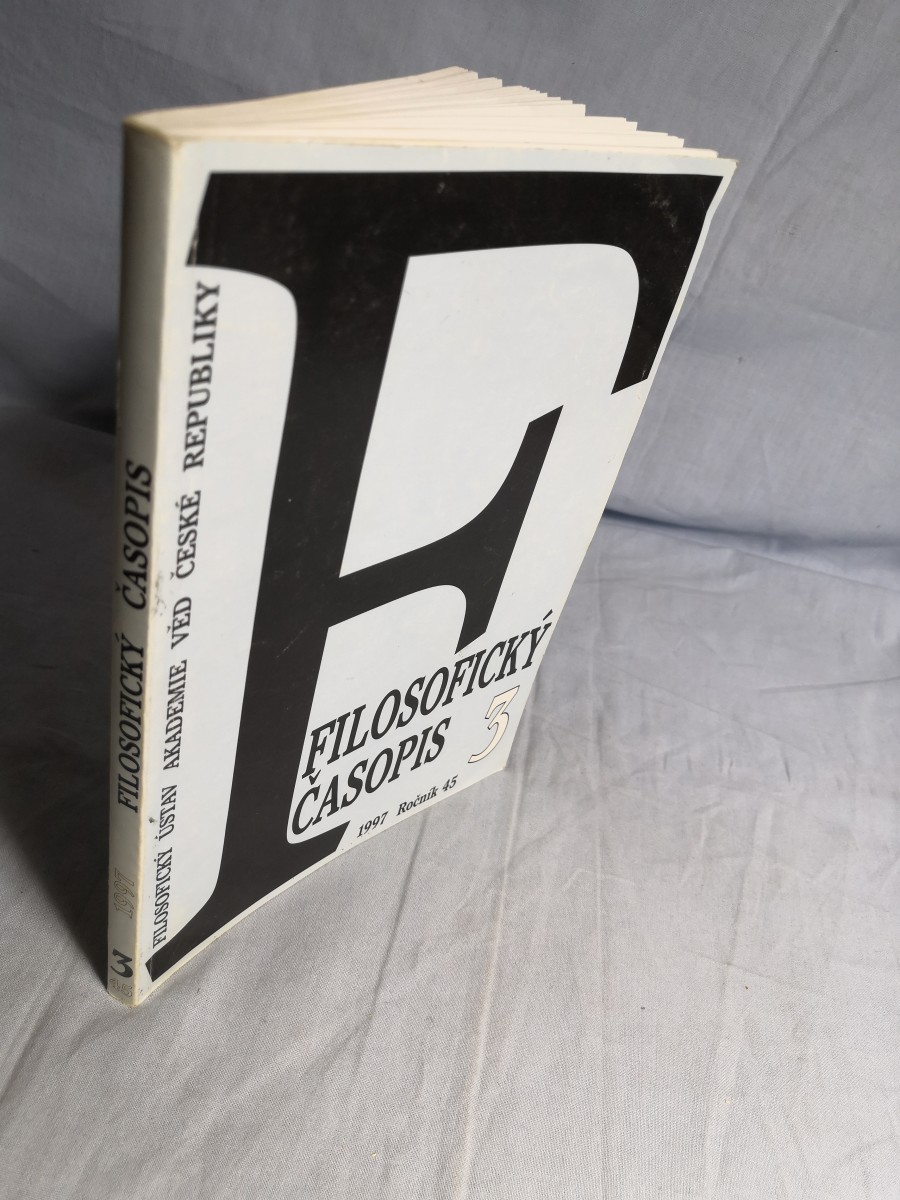 FILOSOFICKÝ ČASOPIS
1997
3
FILOSOFICKÝ ÚSTAV AKADEMIE VĚD ČESKÉ REPUBLIKY
F
FILOSOFICKÝ
ČASOPIS
3
1997 Ročník 45